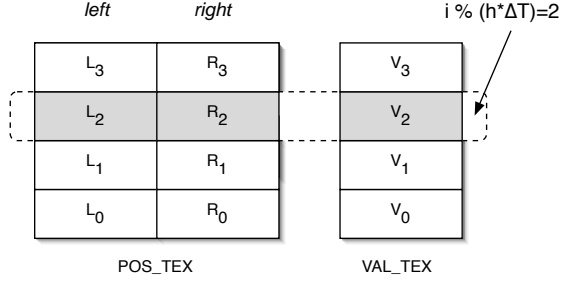 left right i % (h*ΔT)=2
L3 R3 V3
L2 R2 V2
L1 R1 V1
L0 R0 V0
POS_TEX VAL_TEX